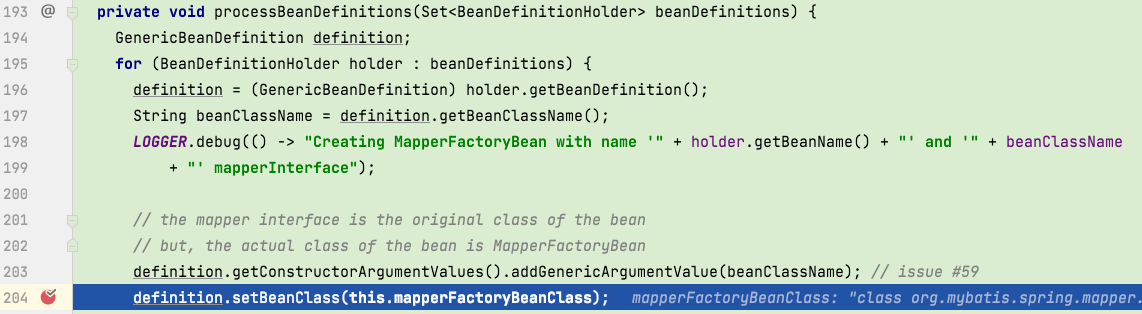 193 @ private void processBeanDefinitions(Set<BeanDefinitionHolder> beanDefinitions) {
194 GenericBeanDefinition definition;
195 for (BeanDefinitionHolder holder : beanDefinitions) {
196 definition = (GenericBeanDefinition) holder.getBeanDefinition();
197 String beanClassName = definition.getBeanClassName();
198 LOGGER.debug(() -> "Creating MapperFactoryBean with name '" + holder.getBeanName() + "' and '" + beanClassName
199 + "' mapperInterface");
200
201 // the mapper interface is the original class of the bean
202 // but, the actual class of the bean is MapperFactoryBean
203 definition.getConstructorArgumentValues().addGenericArgumentValue(beanClassName); // issue #59
204 definition.setBeanClass(this.mapperFactoryBeanClass); mapperFactoryBeanClass: "class org.mybatis.spring.mapper.